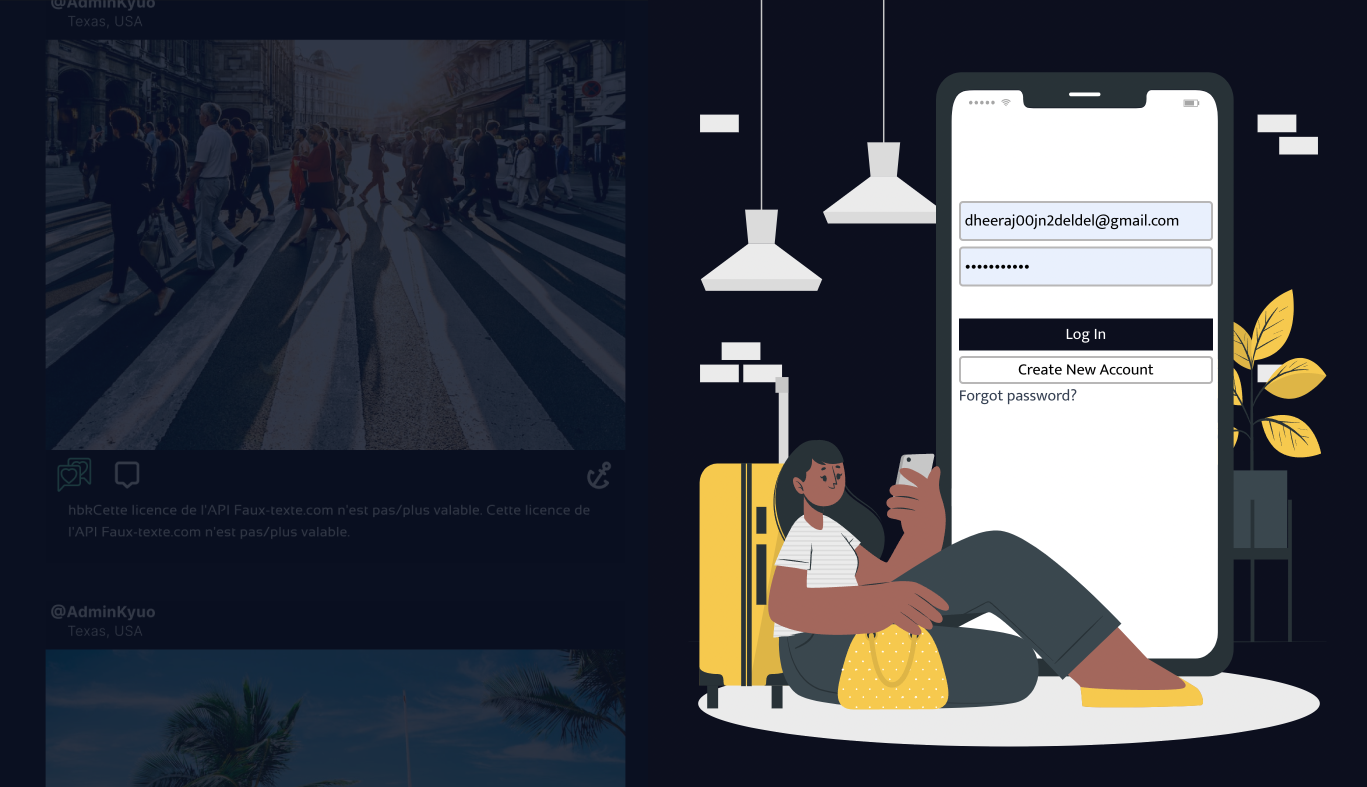 @AdminKyuo
Texas, USA
hbkCette licence de l'API Faux-texte.com n'est pas/plus valable. Cette licence de
l'API Faux-texte.com n'est pas/plus valable.
@AdminKyuo
Texas, USA
dheeraj00jn2deldel@gmail.com
•••••••••••
Log In
Create New Account
Forgot password?